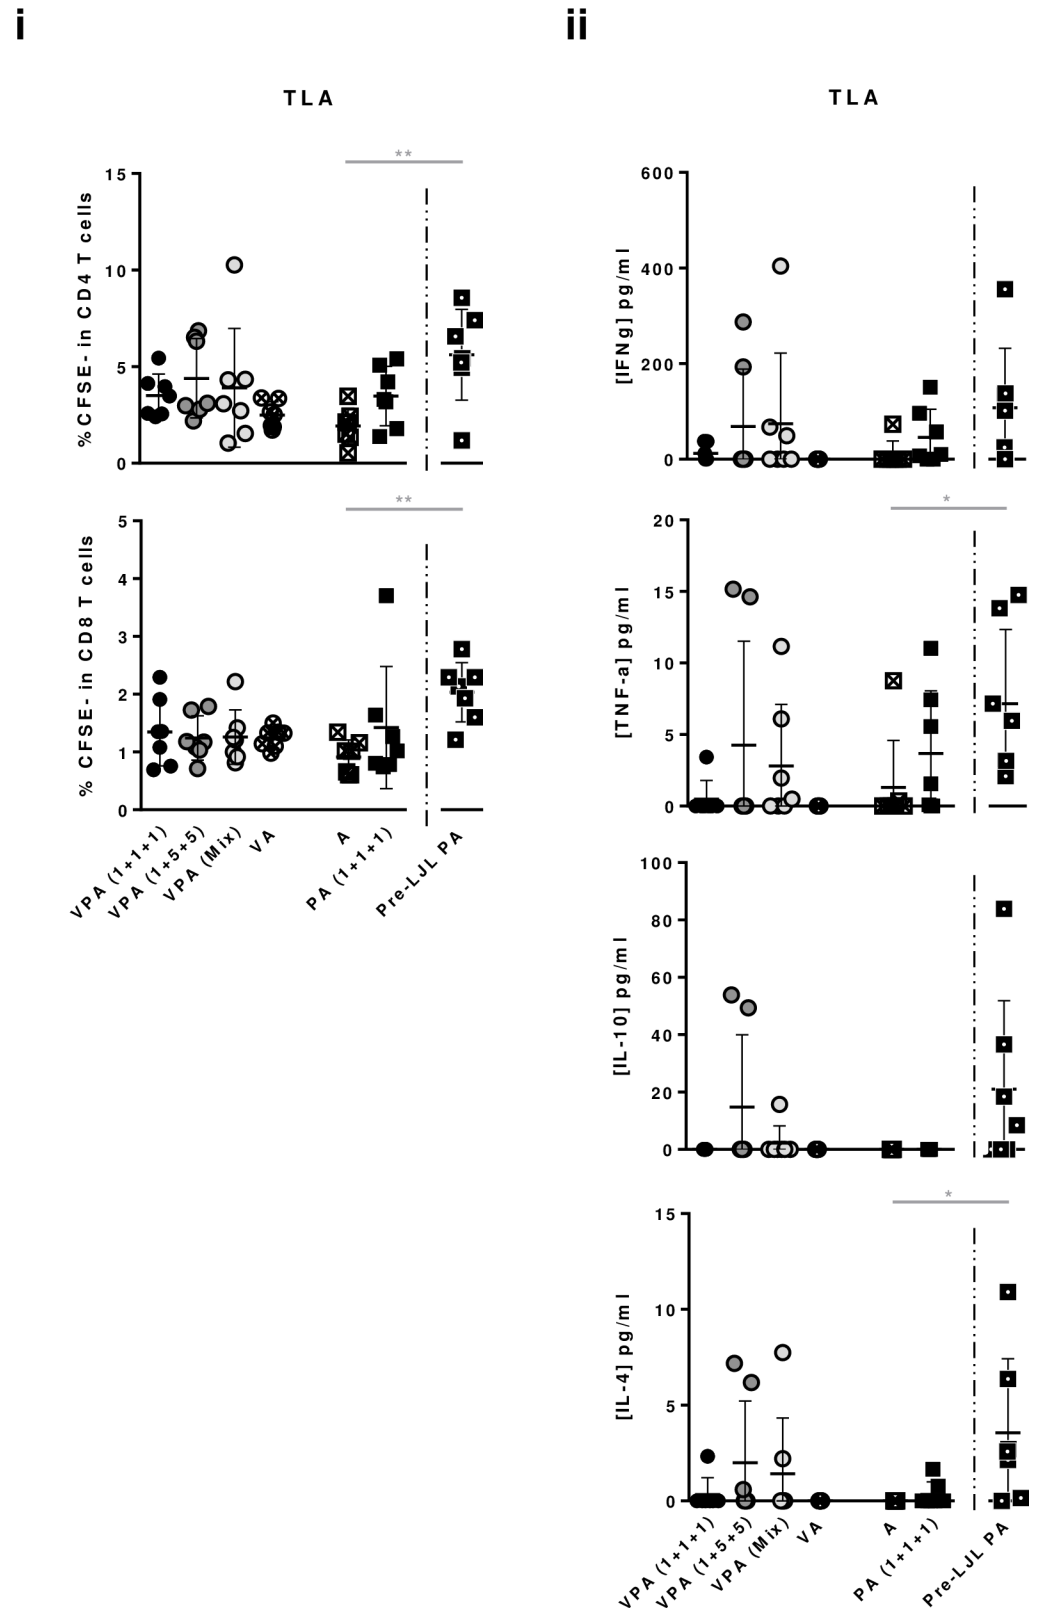 i
TLA
**
% CFSE- in CD4 T cells
15
10
5
0
**
% CFSE- in CD8 T cells
5
4
3
2
1
0
VPA (1+1+1)
VPA (1+5+5)
VPA (Mix)
VA
A
PA (1+1+1)
Pre-LJL PA
ii
TLA
[IFNg] pg/ml
600
400
200
0
*
[TNF-a] pg/ml
20
15
10
5
0
[IL-10] pg/ml
100
80
60
40
20
0
*
[IL-4] pg/ml
15
10
5
0
VPA (1+1+1)
VPA (1+5+5)
VPA (Mix)
VA
A
PA (1+1+1)
Pre-LJL PA